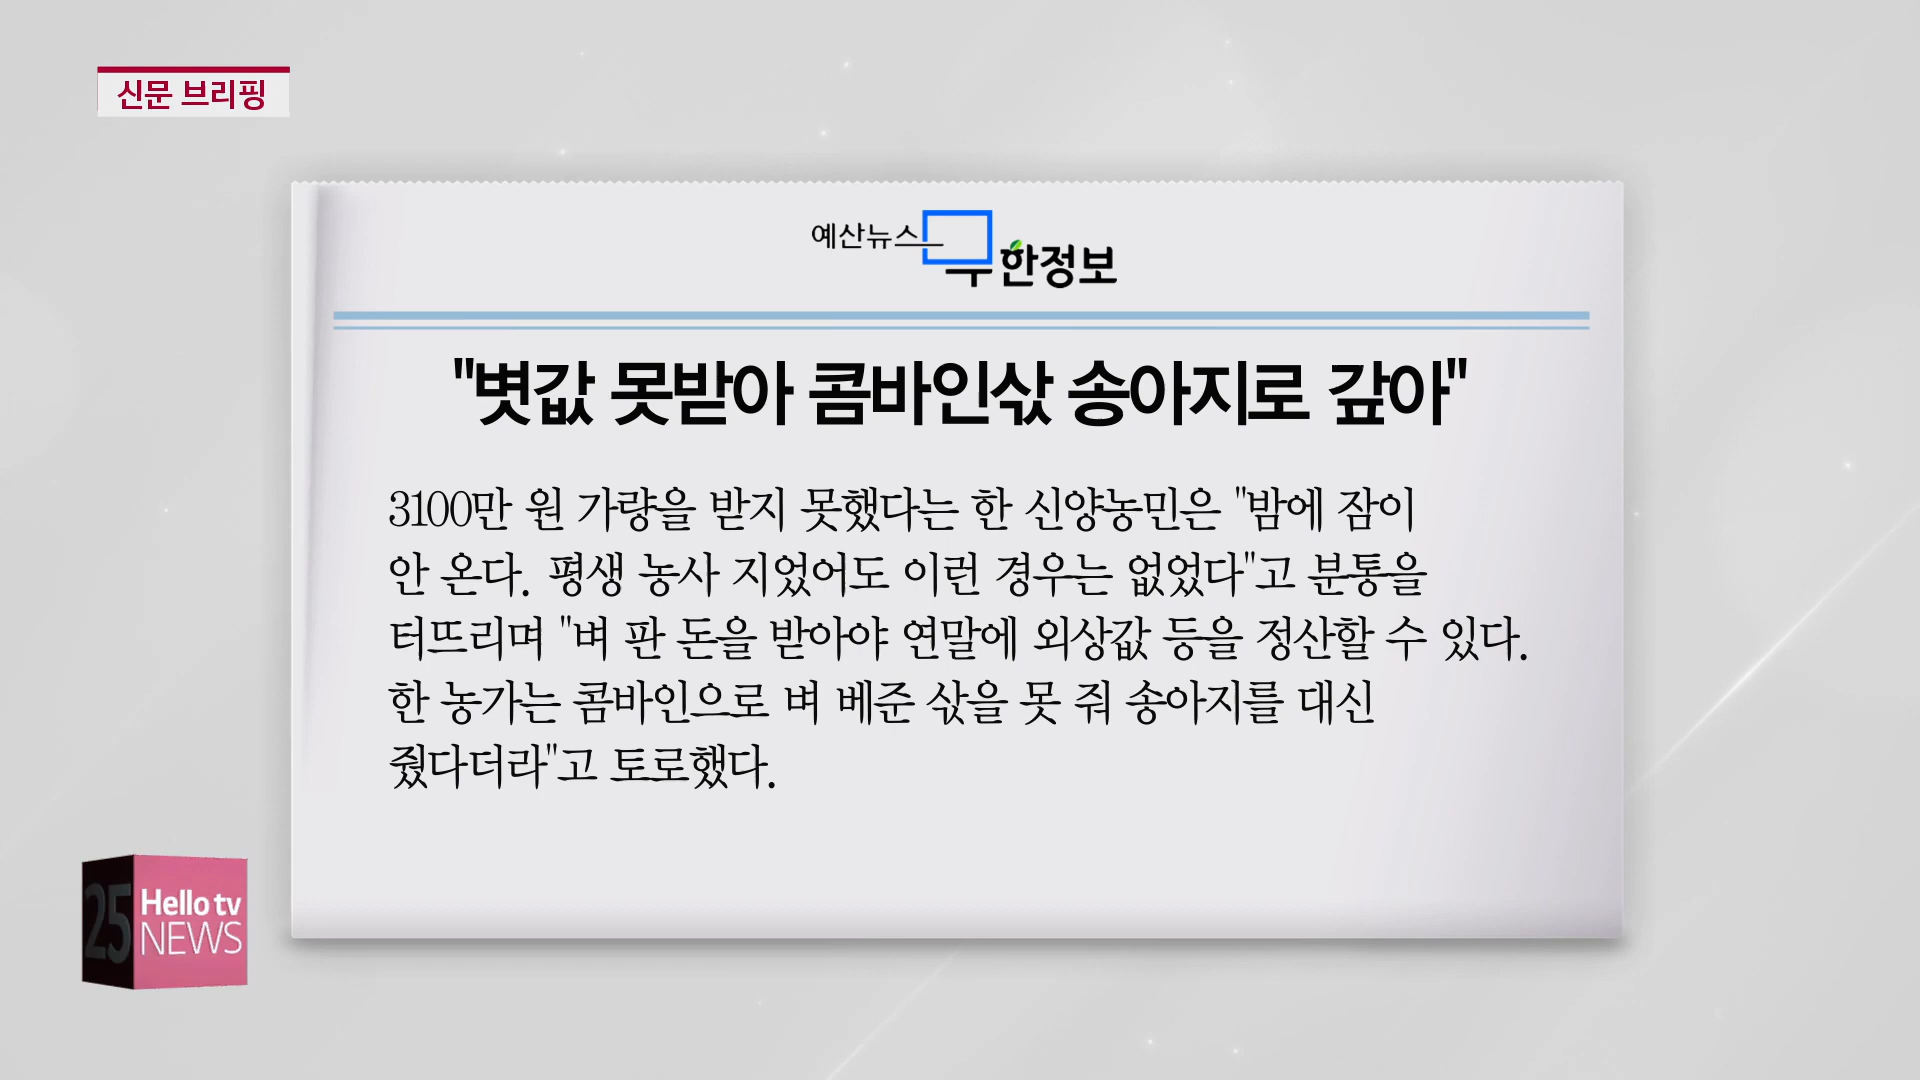 신문 브리핑
예산뉴스 무한정보
"볏값 못받아 콤바인삯 송아지로 갚아"
3100만 원 가량을 받지 못했다는 한 신양농민은 "밤에 잠이
안 온다. 평생 농사 지었어도 이런 경우는 없었다"고 분통을
터뜨리며 "벼 판 돈을 받아야 연말에 외상값 등을 정산할 수 있다.
한 농가는 콤바인으로 벼 베준 삯을 못 줘 송아지를 대신
줬다더라"고 토로했다.
25
Hello tv
NEWS